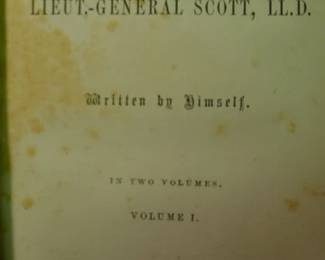 LIEUT.-GENERAL SCOTT, LL.D.
Written by Himself.
IN TWO VOLUMES.
VOLUME I.